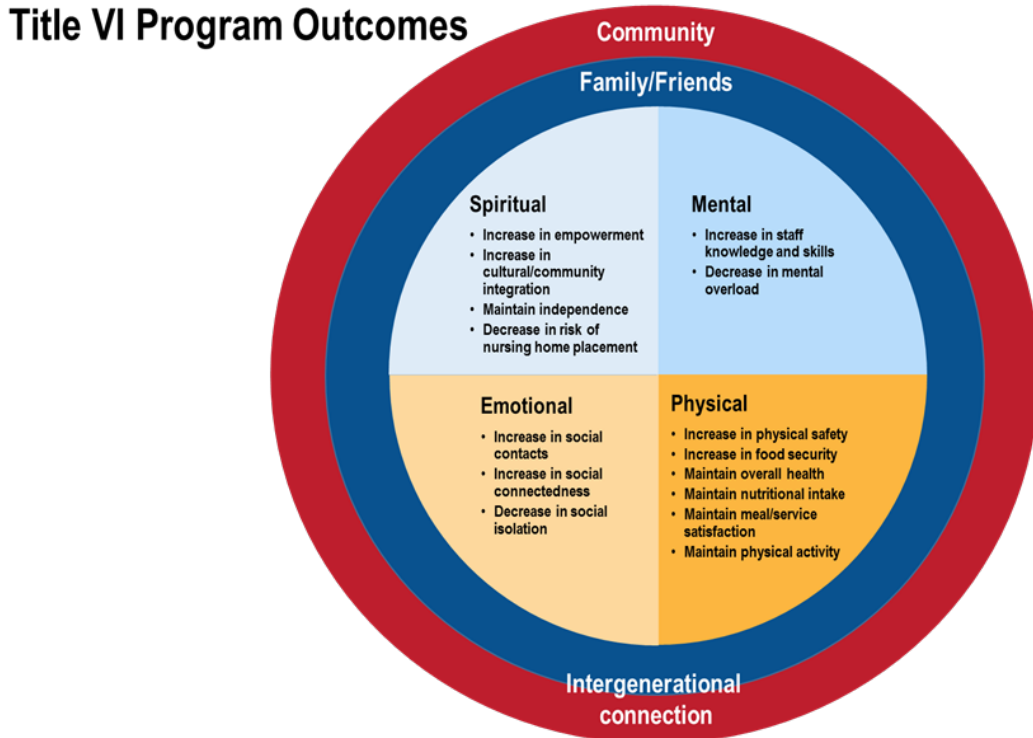 Title VI Program Outcomes
Community
Family/Friends
Spiritual
• Increase in empowerment
• Increase in
cultural/community
integration
• Maintain independence
• Decrease in risk of
nursing home placement
Mental
• Increase in staff
knowledge and skills
• Decrease in mental
overload
Emotional
• Increase in social
contacts
• Increase in social
connectedness
• Decrease in social
isolation
Physical
• Increase in physical safety
• Increase in food security
• Maintain overall health
• Maintain nutritional intake
• Maintain meal/service
satisfaction
• Maintain physical activity
Intergenerational
connection